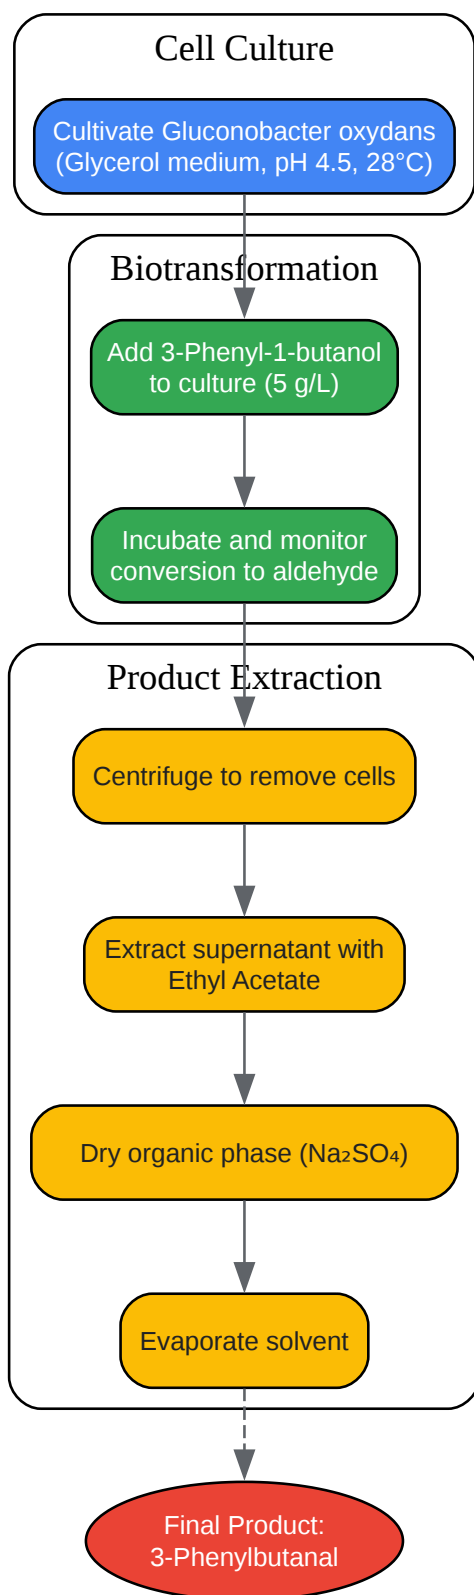 Cell Culture
Cultivate Gluconobacter oxydans
(Glycerol medium, pH 4.5, 28°C)
Biotransformation
Add 3-Phenyl-1-butanol
to culture (5 g/L)
Incubate and monitor
conversion to aldehyde
Product Extraction
Centrifuge to remove cells
Extract supernatant with
Ethyl Acetate
Dry organic phase (Na₂SO₄)
Evaporate solvent
Final Product:
3-Phenylbutanal